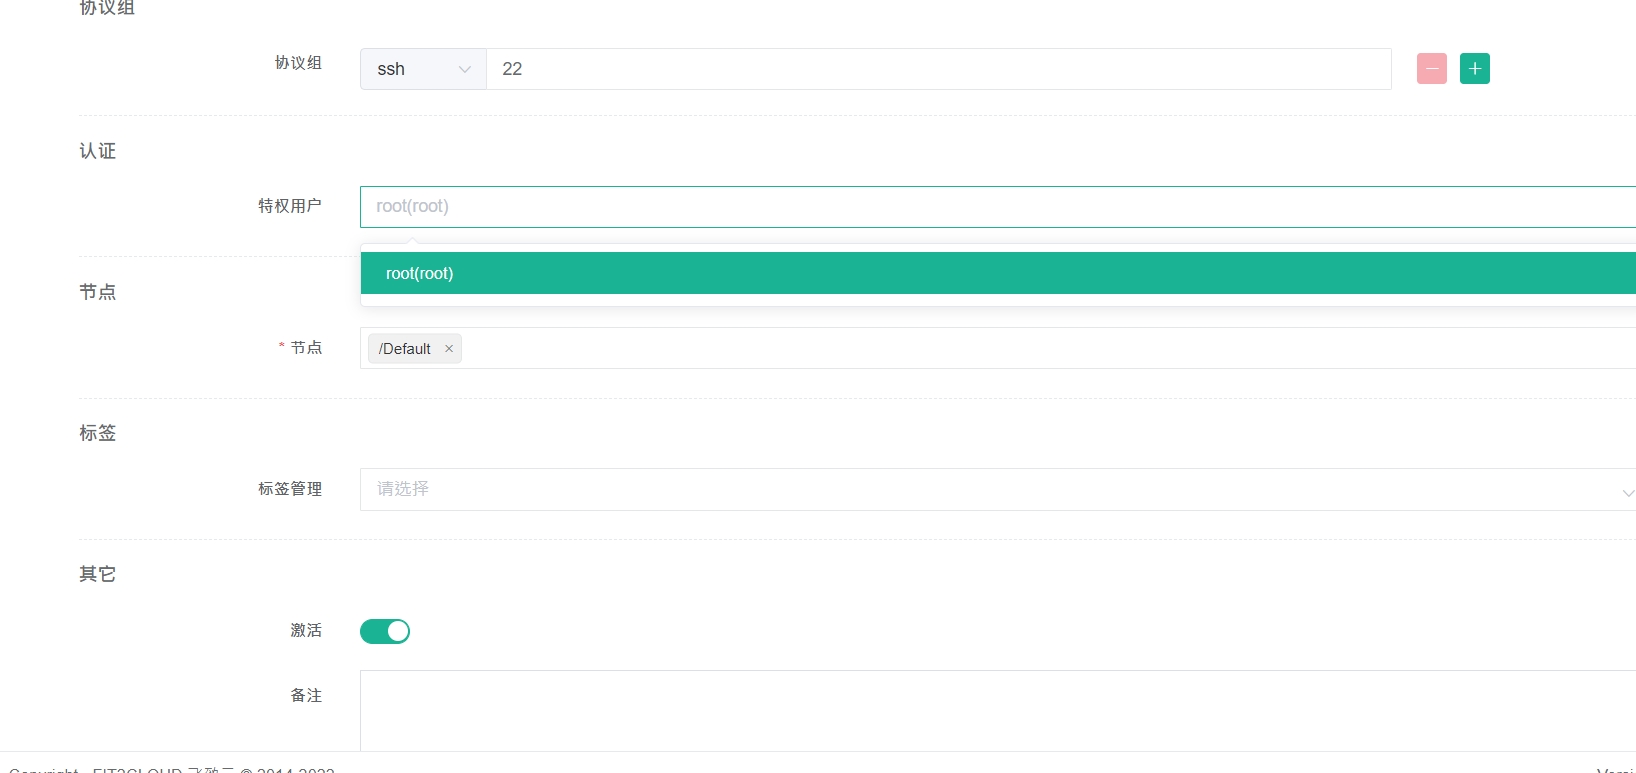 协议组
协议组 ssh 22
认证
特权用户 root(root)
root(root)
节点
* 节点 /Default ×
标签
标签管理 请选择
其它
激活
备注